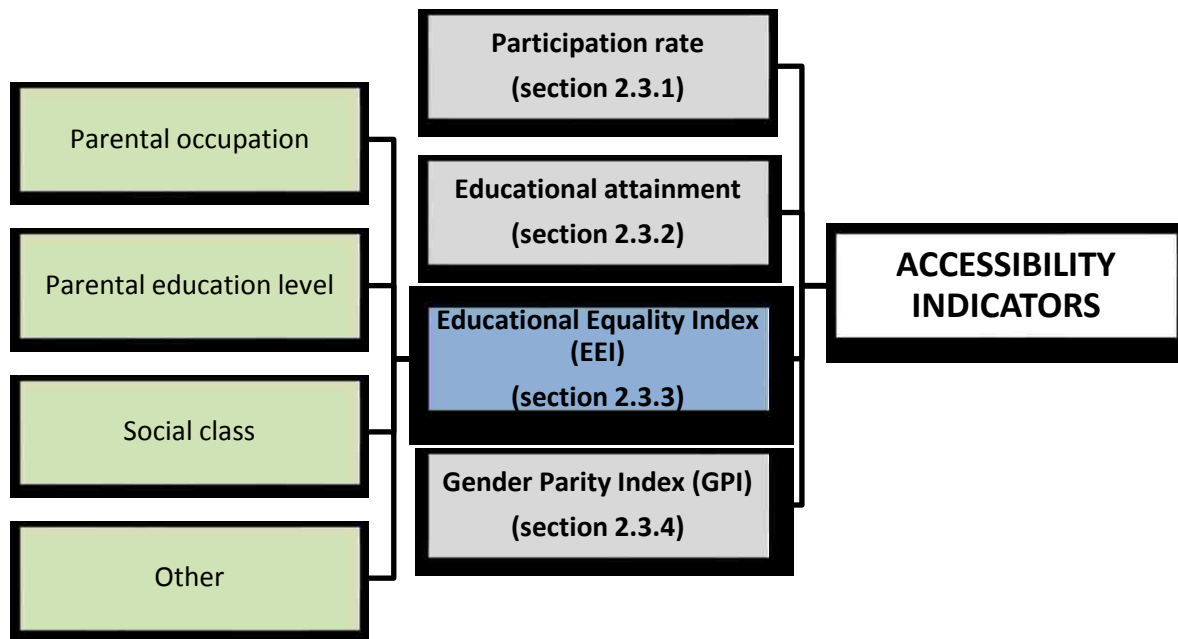 Parental occupation
Parental education level
Social class
Other
Participation rate
(section 2.3.1)
Educational attainment
(section 2.3.2)
Educational Equality Index
(EEI)
(section 2.3.3)
Gender Parity Index (GPI)
(section 2.3.4)
ACCESSIBILITY
INDICATORS